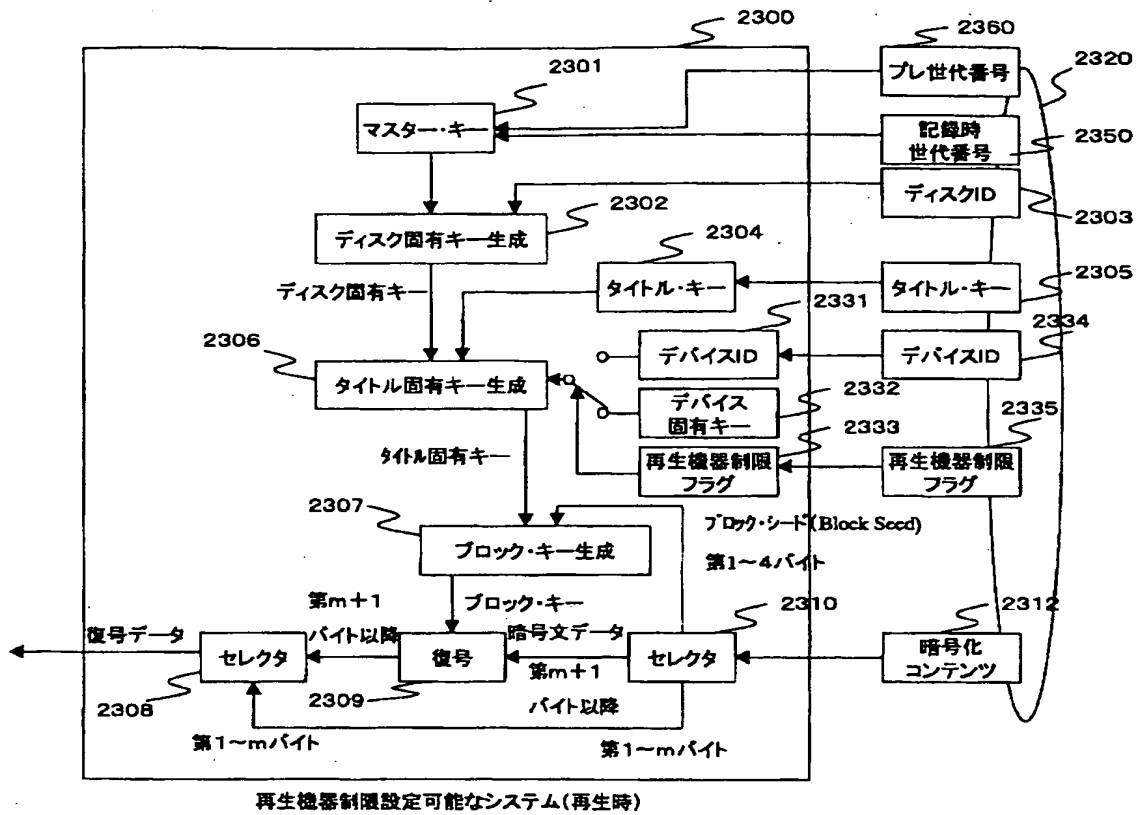 2300
2360
プレ世代番号
2320
2301
マスター・キー
記録時
世代番号
2350
ディスクID
2303
2302
ディスク固有キー生成
2304
ディスク固有キー
タイトル・キー
タイトル・キー
2305
2331
2334
2306
デバイスID
デバイスID
タイトル固有キー生成
2332
デバイス
固有キー
2335
2333
タイトル固有キー
再生機器制限
フラグ
再生機器制限
フラグ
2307
ブロック・シード(Block Seed)
ブロック・キー生成
第1～4バイト
第m+1
バイト以降
ブロック・キー
2310
2312
復号データ
暗号文データ
セレクタ
復号
セレクタ
暗号化
コンテンツ
第m+1
バイト以降
2308
2309
第1～mバイト
第1～mバイト
再生機器制限設定可能なシステム(再生時)